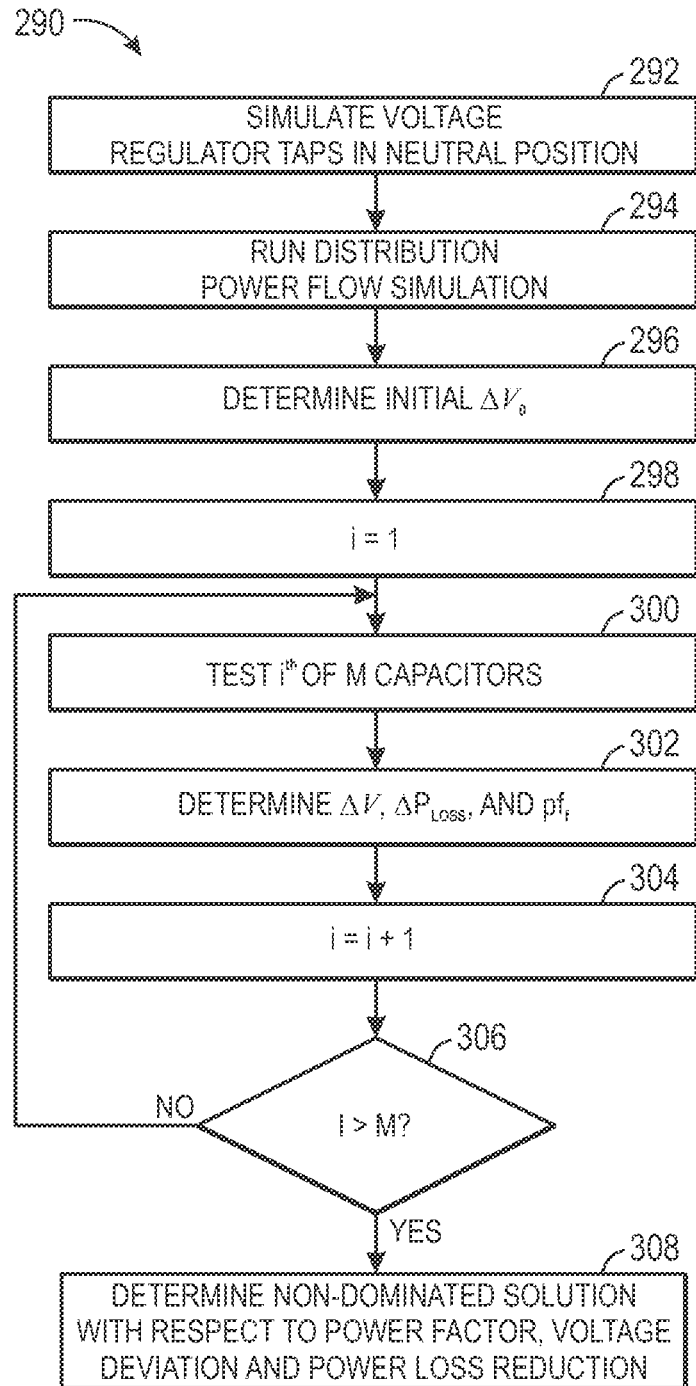 290
292
SIMULATE VOLTAGE
REGULATOR TAPS IN NEUTRAL POSITION
294
RUN DISTRIBUTION
POWER FLOW SIMULATION
296
DETERMINE INITIAL ΔV₀
298
i = 1
300
TEST iᵗʰ OF M CAPACITORS
302
DETERMINE ΔV, ΔP_LOSS, AND pfᵢ
304
i = i + 1
306
NO
I > M?
YES
308
DETERMINE NON-DOMINATED SOLUTION
WITH RESPECT TO POWER FACTOR, VOLTAGE
DEVIATION AND POWER LOSS REDUCTION